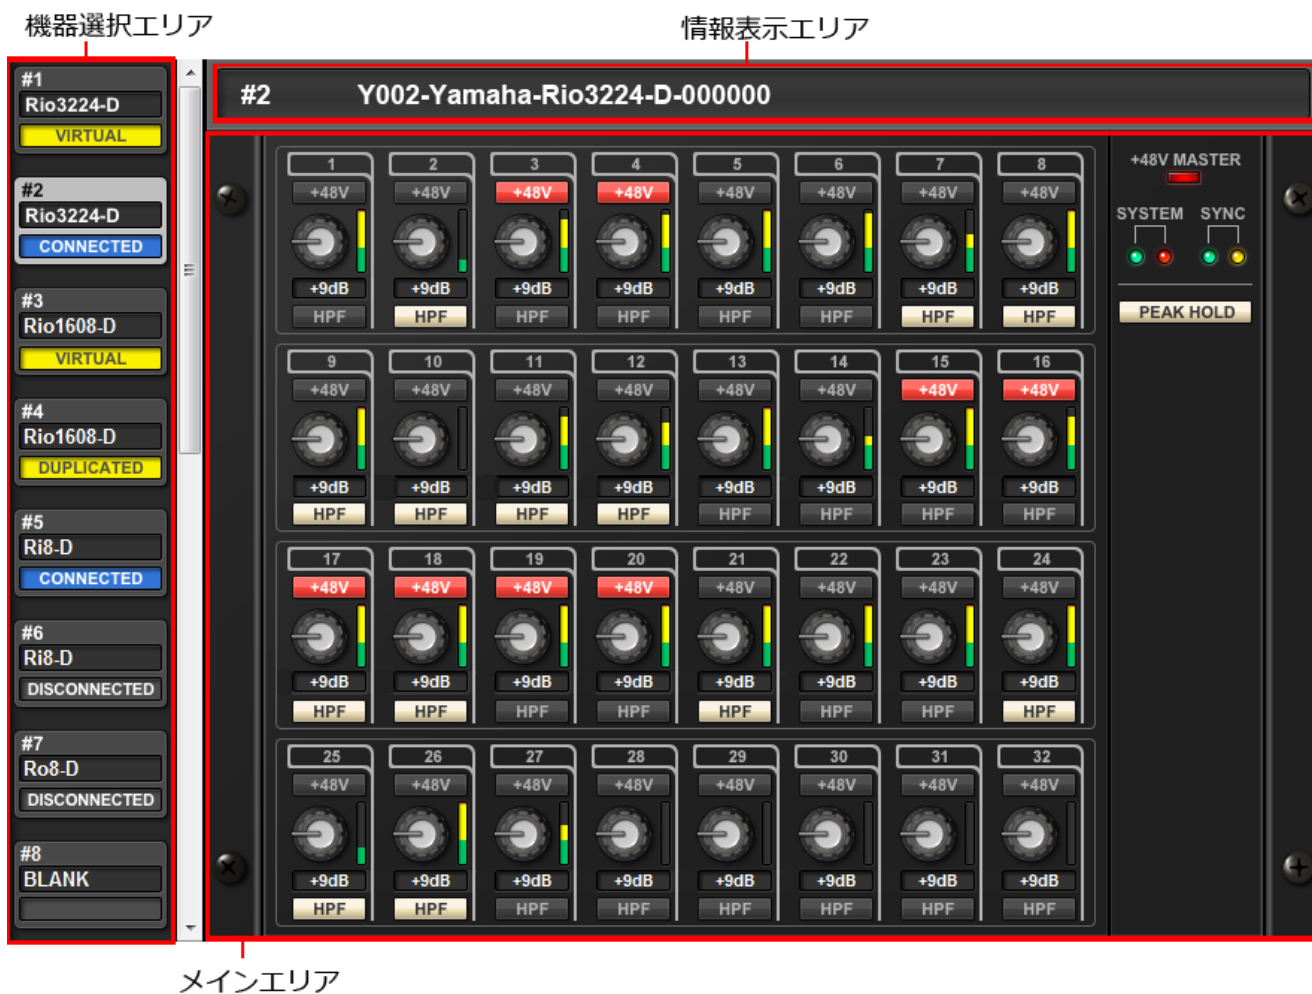 機器選択エリア
情報表示エリア
#1
Rio3224-D
VIRTUAL
#2
Rio3224-D
CONNECTED
#3
Rio1608-D
VIRTUAL
#4
Rio1608-D
DUPLICATED
#5
Ri8-D
CONNECTED
#6
Ri8-D
DISCONNECTED
#7
Ro8-D
DISCONNECTED
#8
BLANK
#2 Y002-Yamaha-Rio3224-D-000000
1 2 3 4 5 6 7 8
+48V +48V +48V +48V +48V +48V +48V +48V
+9dB +9dB +9dB +9dB +9dB +9dB +9dB +9dB
HPF HPF HPF HPF HPF HPF HPF HPF
9 10 11 12 13 14 15 16
+48V +48V +48V +48V +48V +48V +48V +48V
+9dB +9dB +9dB +9dB +9dB +9dB +9dB +9dB
HPF HPF HPF HPF HPF HPF HPF HPF
17 18 19 20 21 22 23 24
+48V +48V +48V +48V +48V +48V +48V +48V
+9dB +9dB +9dB +9dB +9dB +9dB +9dB +9dB
HPF HPF HPF HPF HPF HPF HPF HPF
25 26 27 28 29 30 31 32
+48V +48V +48V +48V +48V +48V +48V +48V
+9dB +9dB +9dB +9dB +9dB +9dB +9dB +9dB
HPF HPF HPF HPF HPF HPF HPF HPF
+48V MASTER
SYSTEM SYNC
PEAK HOLD
メインエリア